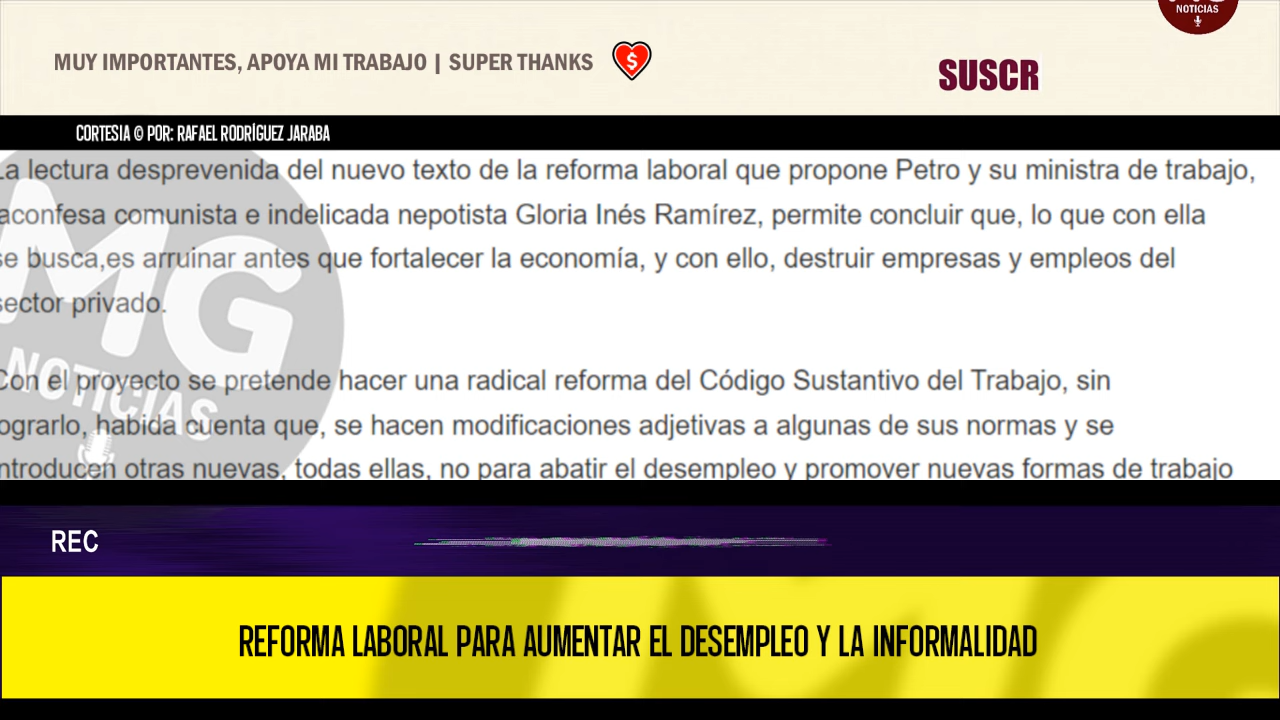 NOTICIAS
MUY IMPORTANTES, APOYA MI TRABAJO | SUPER THANKS $
SUSCR
CORTESIA © POR: RAFAEL RODRÍGUEZ JARABA
La lectura desprevenida del nuevo texto de la reforma laboral que propone Petro y su ministra de trabajo,
aconfesa comunista e indelicada nepotista Gloria Inés Ramírez, permite concluir que, lo que con ella
se busca,es arruinar antes que fortalecer la economía, y con ello, destruir empresas y empleos del
sector privado.
MG
NOTICIAS
Con el proyecto se pretende hacer una radical reforma del Código Sustantivo del Trabajo, sin
ograrlo, habida cuenta que, se hacen modificaciones adjetivas a algunas de sus normas y se
ntroducen otras nuevas, todas ellas, no para abatir el desempleo y promover nuevas formas de trabajo
REC
REFORMA LABORAL PARA AUMENTAR EL DESEMPLEO Y LA INFORMALIDAD